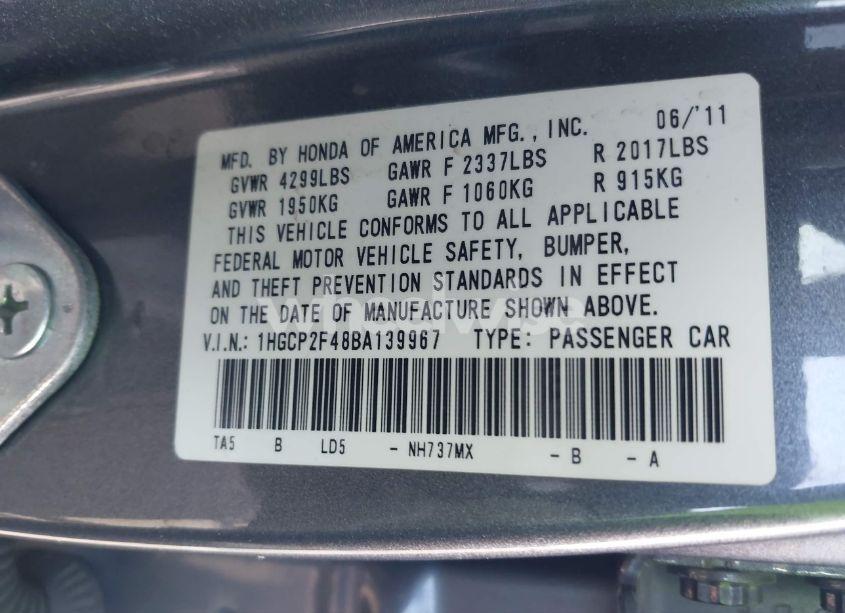 MFD. BY HONDA OF AMERICA MFG., INC. 06/'11
GVWR 4299LBS GAWR F 2337LBS R 2017LBS
GVWR 1950KG GAWR F 1060KG R 915KG
THIS VEHICLE CONFORMS TO ALL APPLICABLE
FEDERAL MOTOR VEHICLE SAFETY, BUMPER,
AND THEFT PREVENTION STANDARDS IN EFFECT
ON THE DATE OF MANUFACTURE SHOWN ABOVE.
V.I.N.: 1HGCP2F48BA139967 TYPE: PASSENGER CAR
TA5 B LD5 - NH737MX - B - A